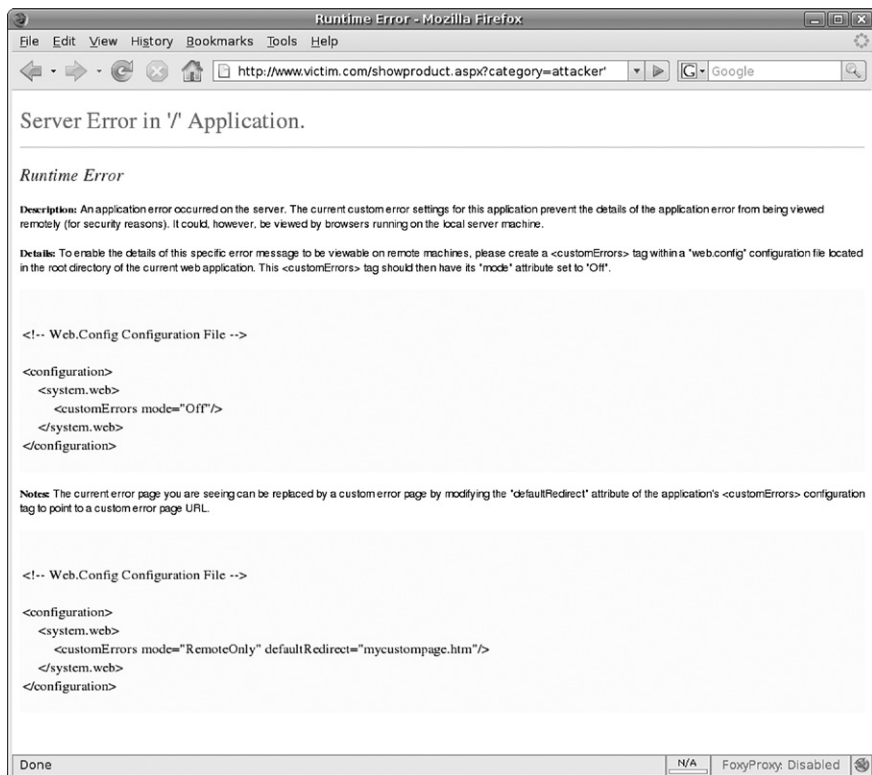 Runtime Error - Mozilla Firefox
File Edit View History Bookmarks Tools Help
http://www.victim.com/showproduct.aspx?category=attacker'
G Google
Server Error in '/' Application.
Runtime Error
Description: An application error occurred on the server. The current custom error settings for this application prevent the details of the application error from being viewed
remotely (for security reasons). It could, however, be viewed by browsers running on the local server machine.
Details: To enable the details of this specific error message to be viewable on remote machines, please create a <customErrors> tag within a "web.config" configuration file located
in the root directory of the current web application. This <customErrors> tag should then have its "mode" attribute set to "Off".
<!-- Web.Config Configuration File -->
<configuration>
<system.web>
<customErrors mode="Off"/>
</system.web>
</configuration>
Notes: The current error page you are seeing can be replaced by a custom error page by modifying the "defaultRedirect" attribute of the application's <customErrors> configuration
tag to point to a custom error page URL.
<!-- Web.Config Configuration File -->
<configuration>
<system.web>
<customErrors mode="RemoteOnly" defaultRedirect="mycustompage.htm"/>
</system.web>
</configuration>
Done N/A FoxyProxy: Disabled